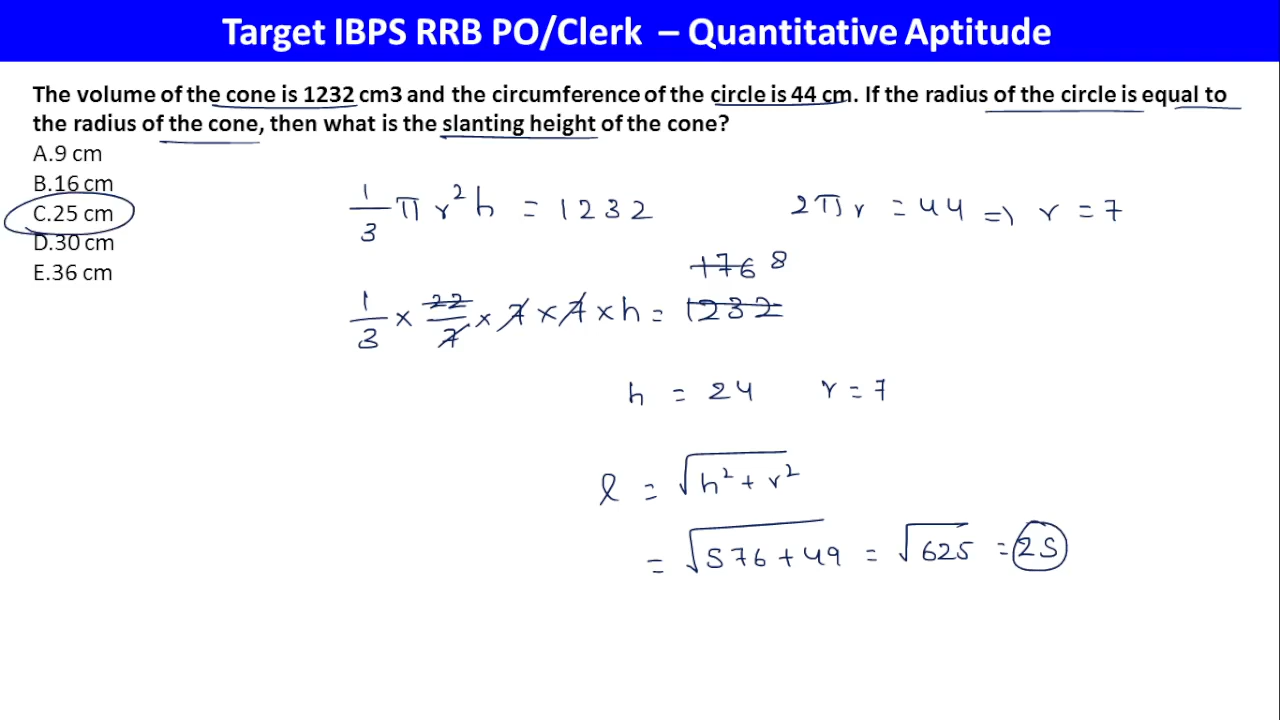 Target IBPS RRB PO/Clerk – Quantitative Aptitude
The volume of the cone is 1232 cm3 and the circumference of the circle is 44 cm. If the radius of the circle is equal to
the radius of the cone, then what is the slanting height of the cone?
A.9 cm
B.16 cm
C.25 cm
D.30 cm
E.36 cm
1/3 π r² h = 1232
2πr = 44 => r = 7
176 8
1/3 × 22/7 × 7 × 7 × h = 1232
h = 24 r = 7
l = √h² + r²
= √576 + 49 = √625 = 25